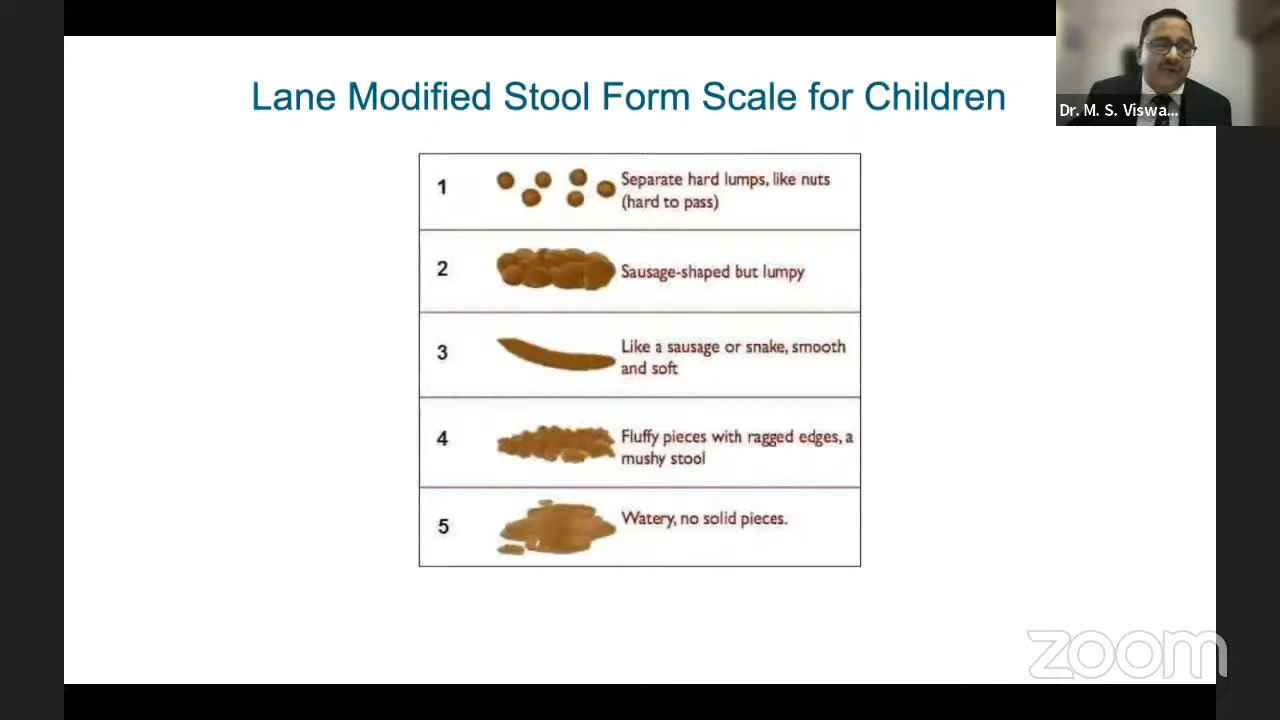 Lane Modified Stool Form Scale for Children
Dr. M. S. Viswa...
1
Separate hard lumps, like nuts
(hard to pass)
2
Sausage-shaped but lumpy
3
Like a sausage or snake, smooth
and soft
4
Fluffy pieces with ragged edges, a
mushy stool
5
Watery, no solid pieces.
zoom